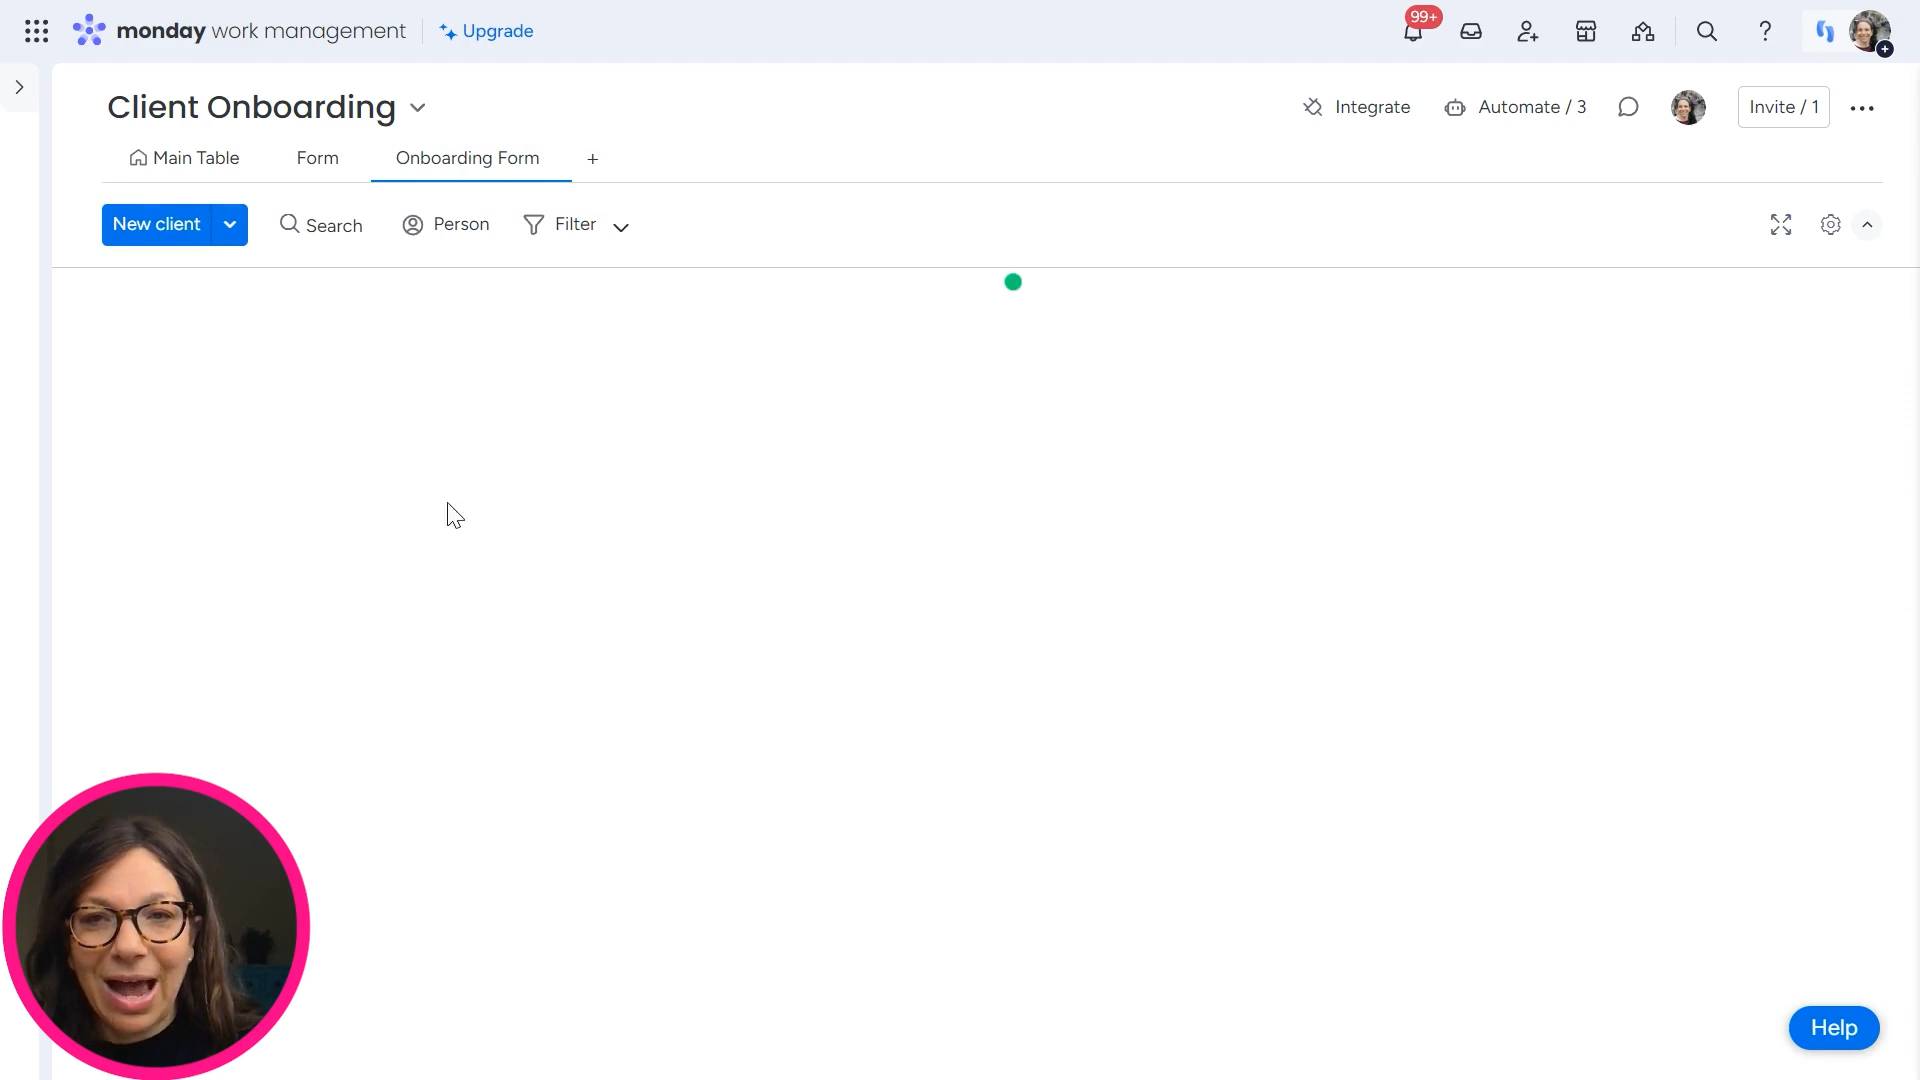 monday work management
Upgrade
99+
Client Onboarding
Integrate
Automate / 3
Invite / 1
Main Table
Form
Onboarding Form
+
New client
Search
Person
Filter
Help